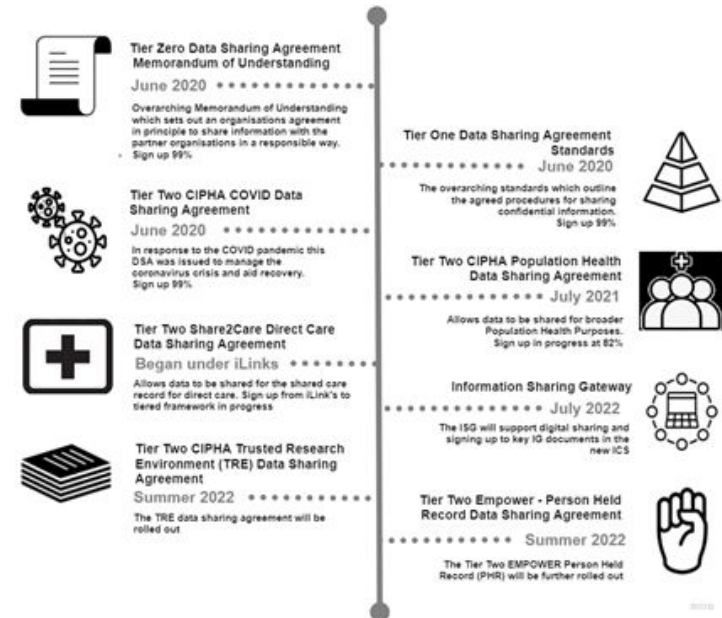 Tier Zero Data Sharing Agreement
Memorandum of Understanding
June 2020
Overarching Memorandum of Understanding
which sets out an organisations agreement
in principle to share information with the
partner organisations in a responsible way.
Sign up 99%
Tier One Data Sharing Agreement
Standards
June 2020
The overarching standards which outline
the agreed procedures for sharing
confidential information.
Sign up 99%
Tier Two CIPHA COVID Data
Sharing Agreement
June 2020
In response to the COVID pandemic this
DSA was issued to manage the
coronavirus crisis and aid recovery.
Sign up 99%
Tier Two CIPHA Population Health
Data Sharing Agreement
July 2021
Allows data to be shared for broader
Population Health Purposes.
Sign up in progress at 82%
Tier Two Share2Care Direct Care
Data Sharing Agreement
Began under iLinks
Allows data to be shared for the shared care
record for direct care. Sign up from iLink's to
tiered framework in progress
Information Sharing Gateway
July 2022
The ISG will support digital sharing and
signing up to key IG documents in the
new ICS
Tier Two CIPHA Trusted Research
Environment (TRE) Data Sharing
Agreement
Summer 2022
The TRE data sharing agreement will be
rolled out
Tier Two Empower - Person Held
Record Data Sharing Agreement
Summer 2022
The Tier Two EMPOWER Person Held
Record (PHR) will be further rolled out
miro